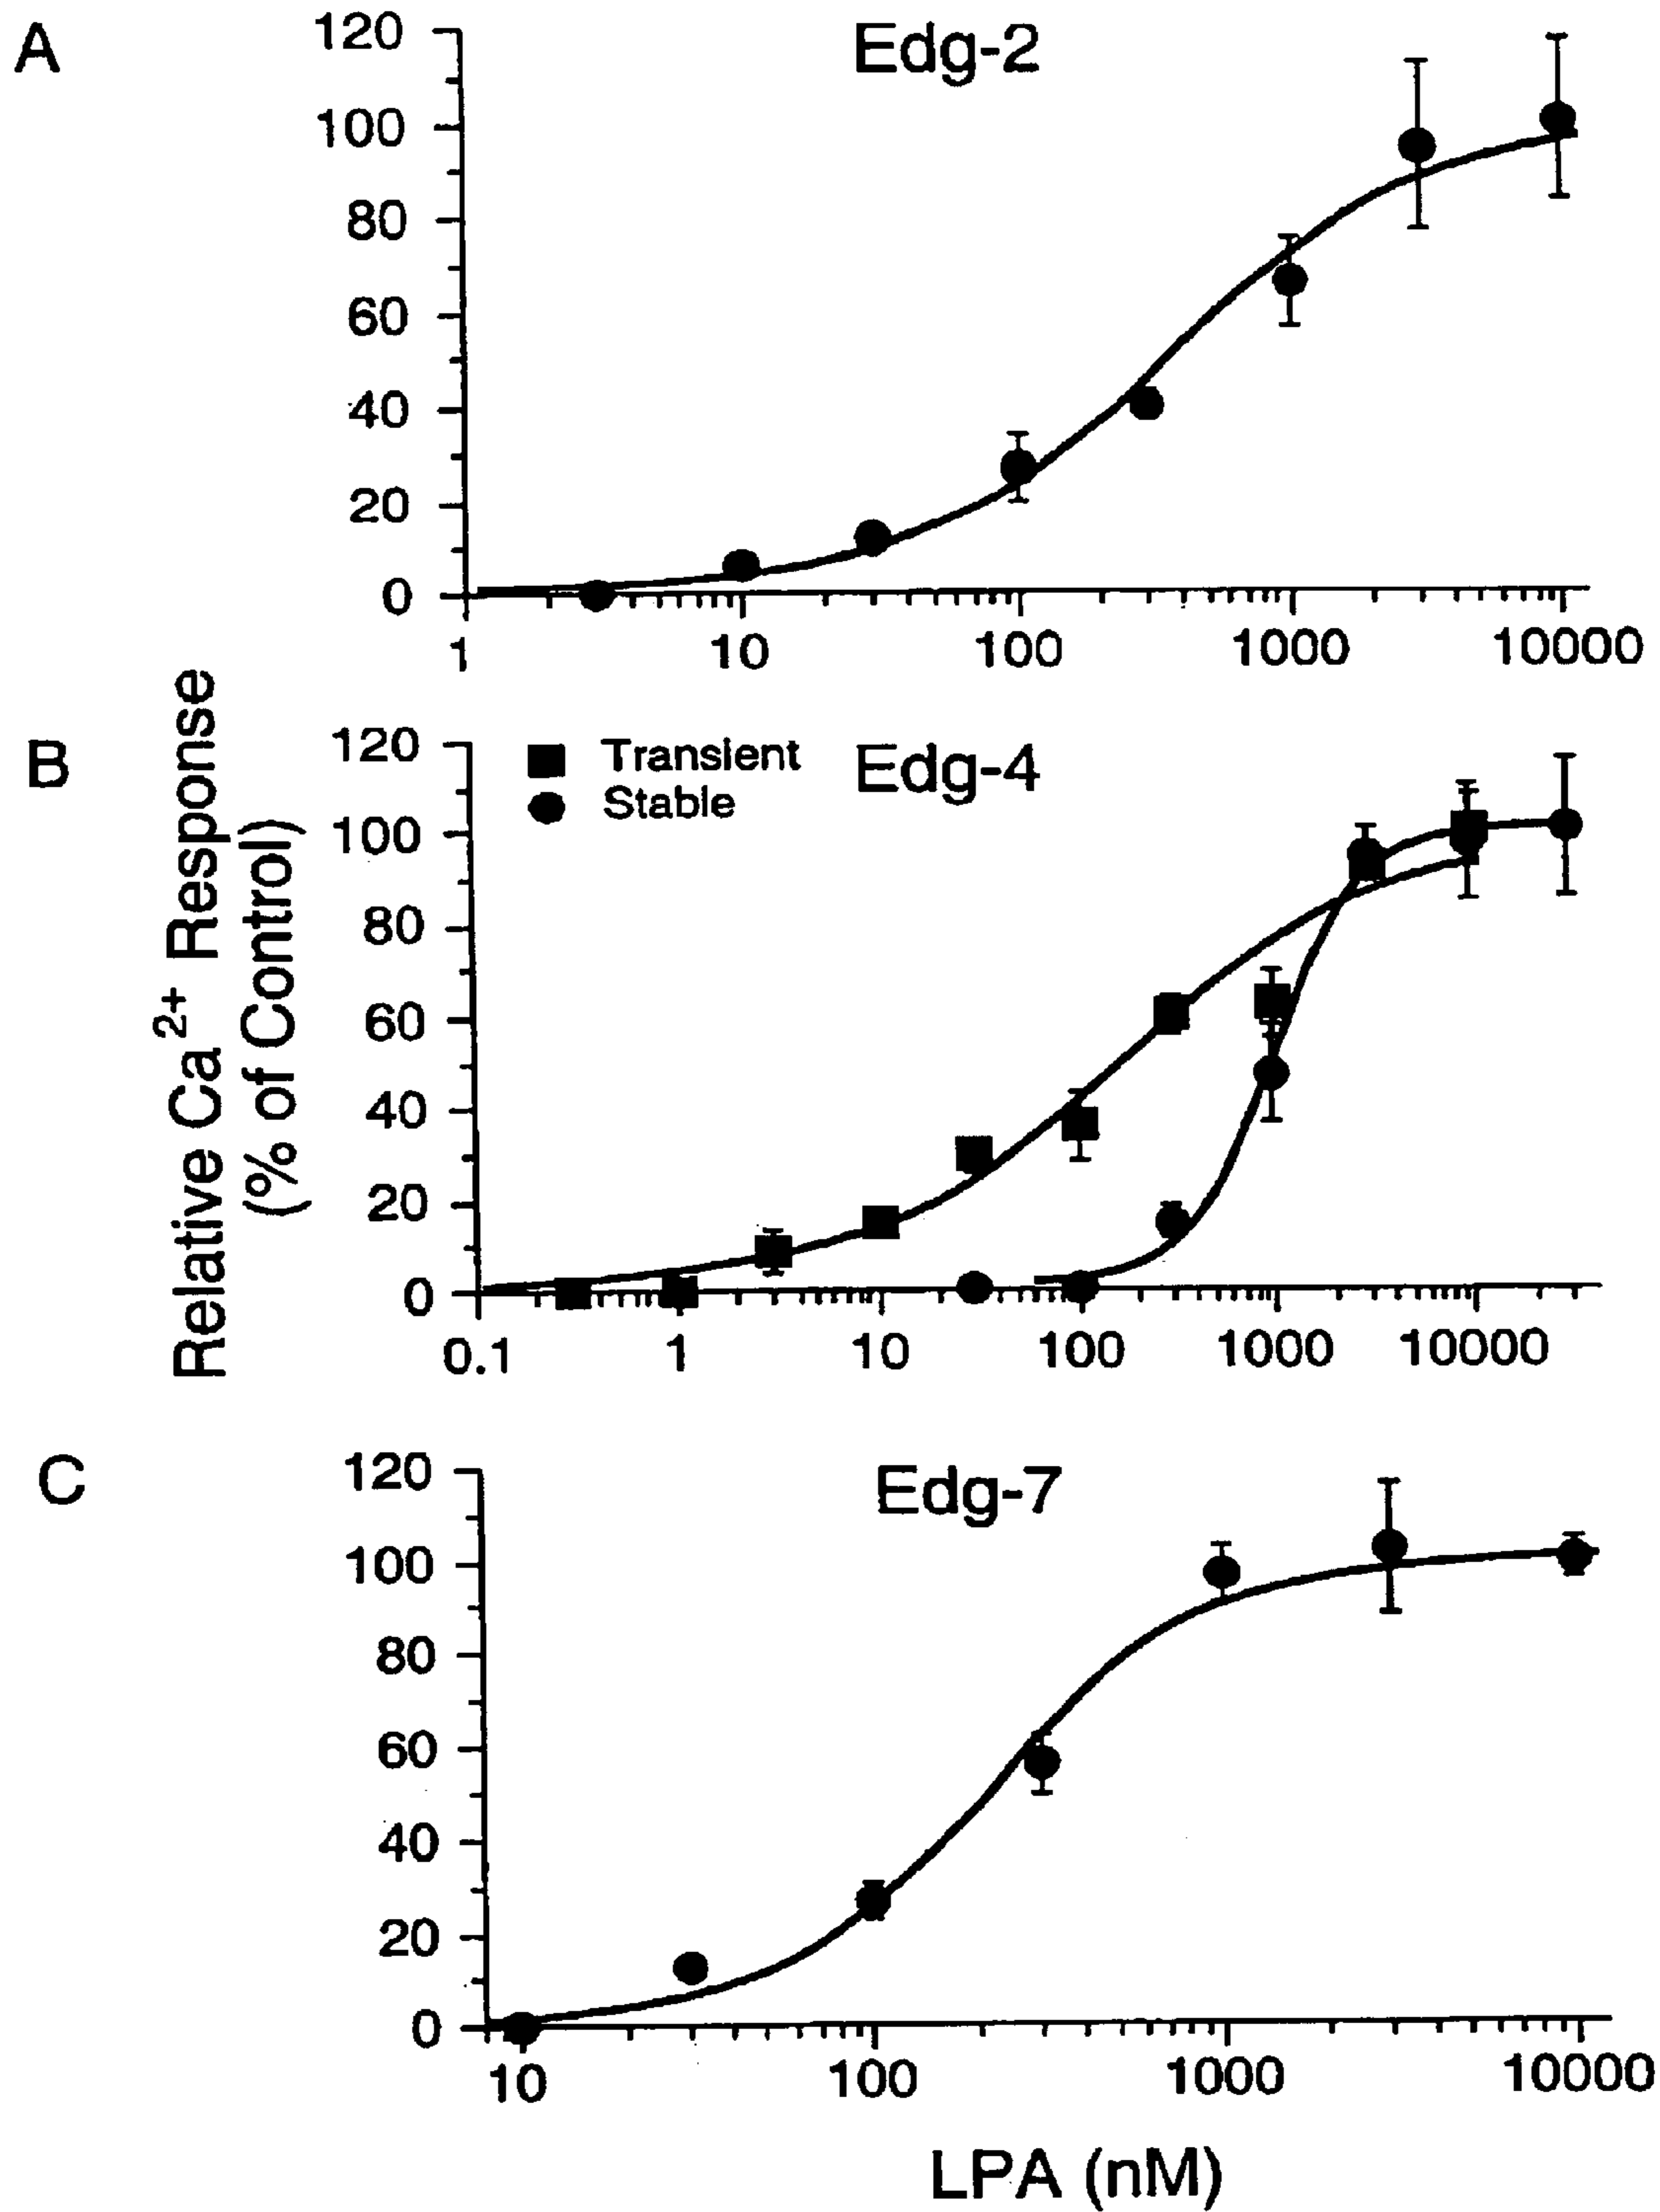 A
Edg-2
120
100
80
60
40
20
0
1 10 100 1000 10000
Relative Ca2+ Response
(% of Control)
B
Edg-4
Transient
Stable
120
100
80
60
40
20
0
0.1 1 10 100 1000 10000
C
Edg-7
120
100
80
60
40
20
0
10 100 1000 10000
LPA (nM)